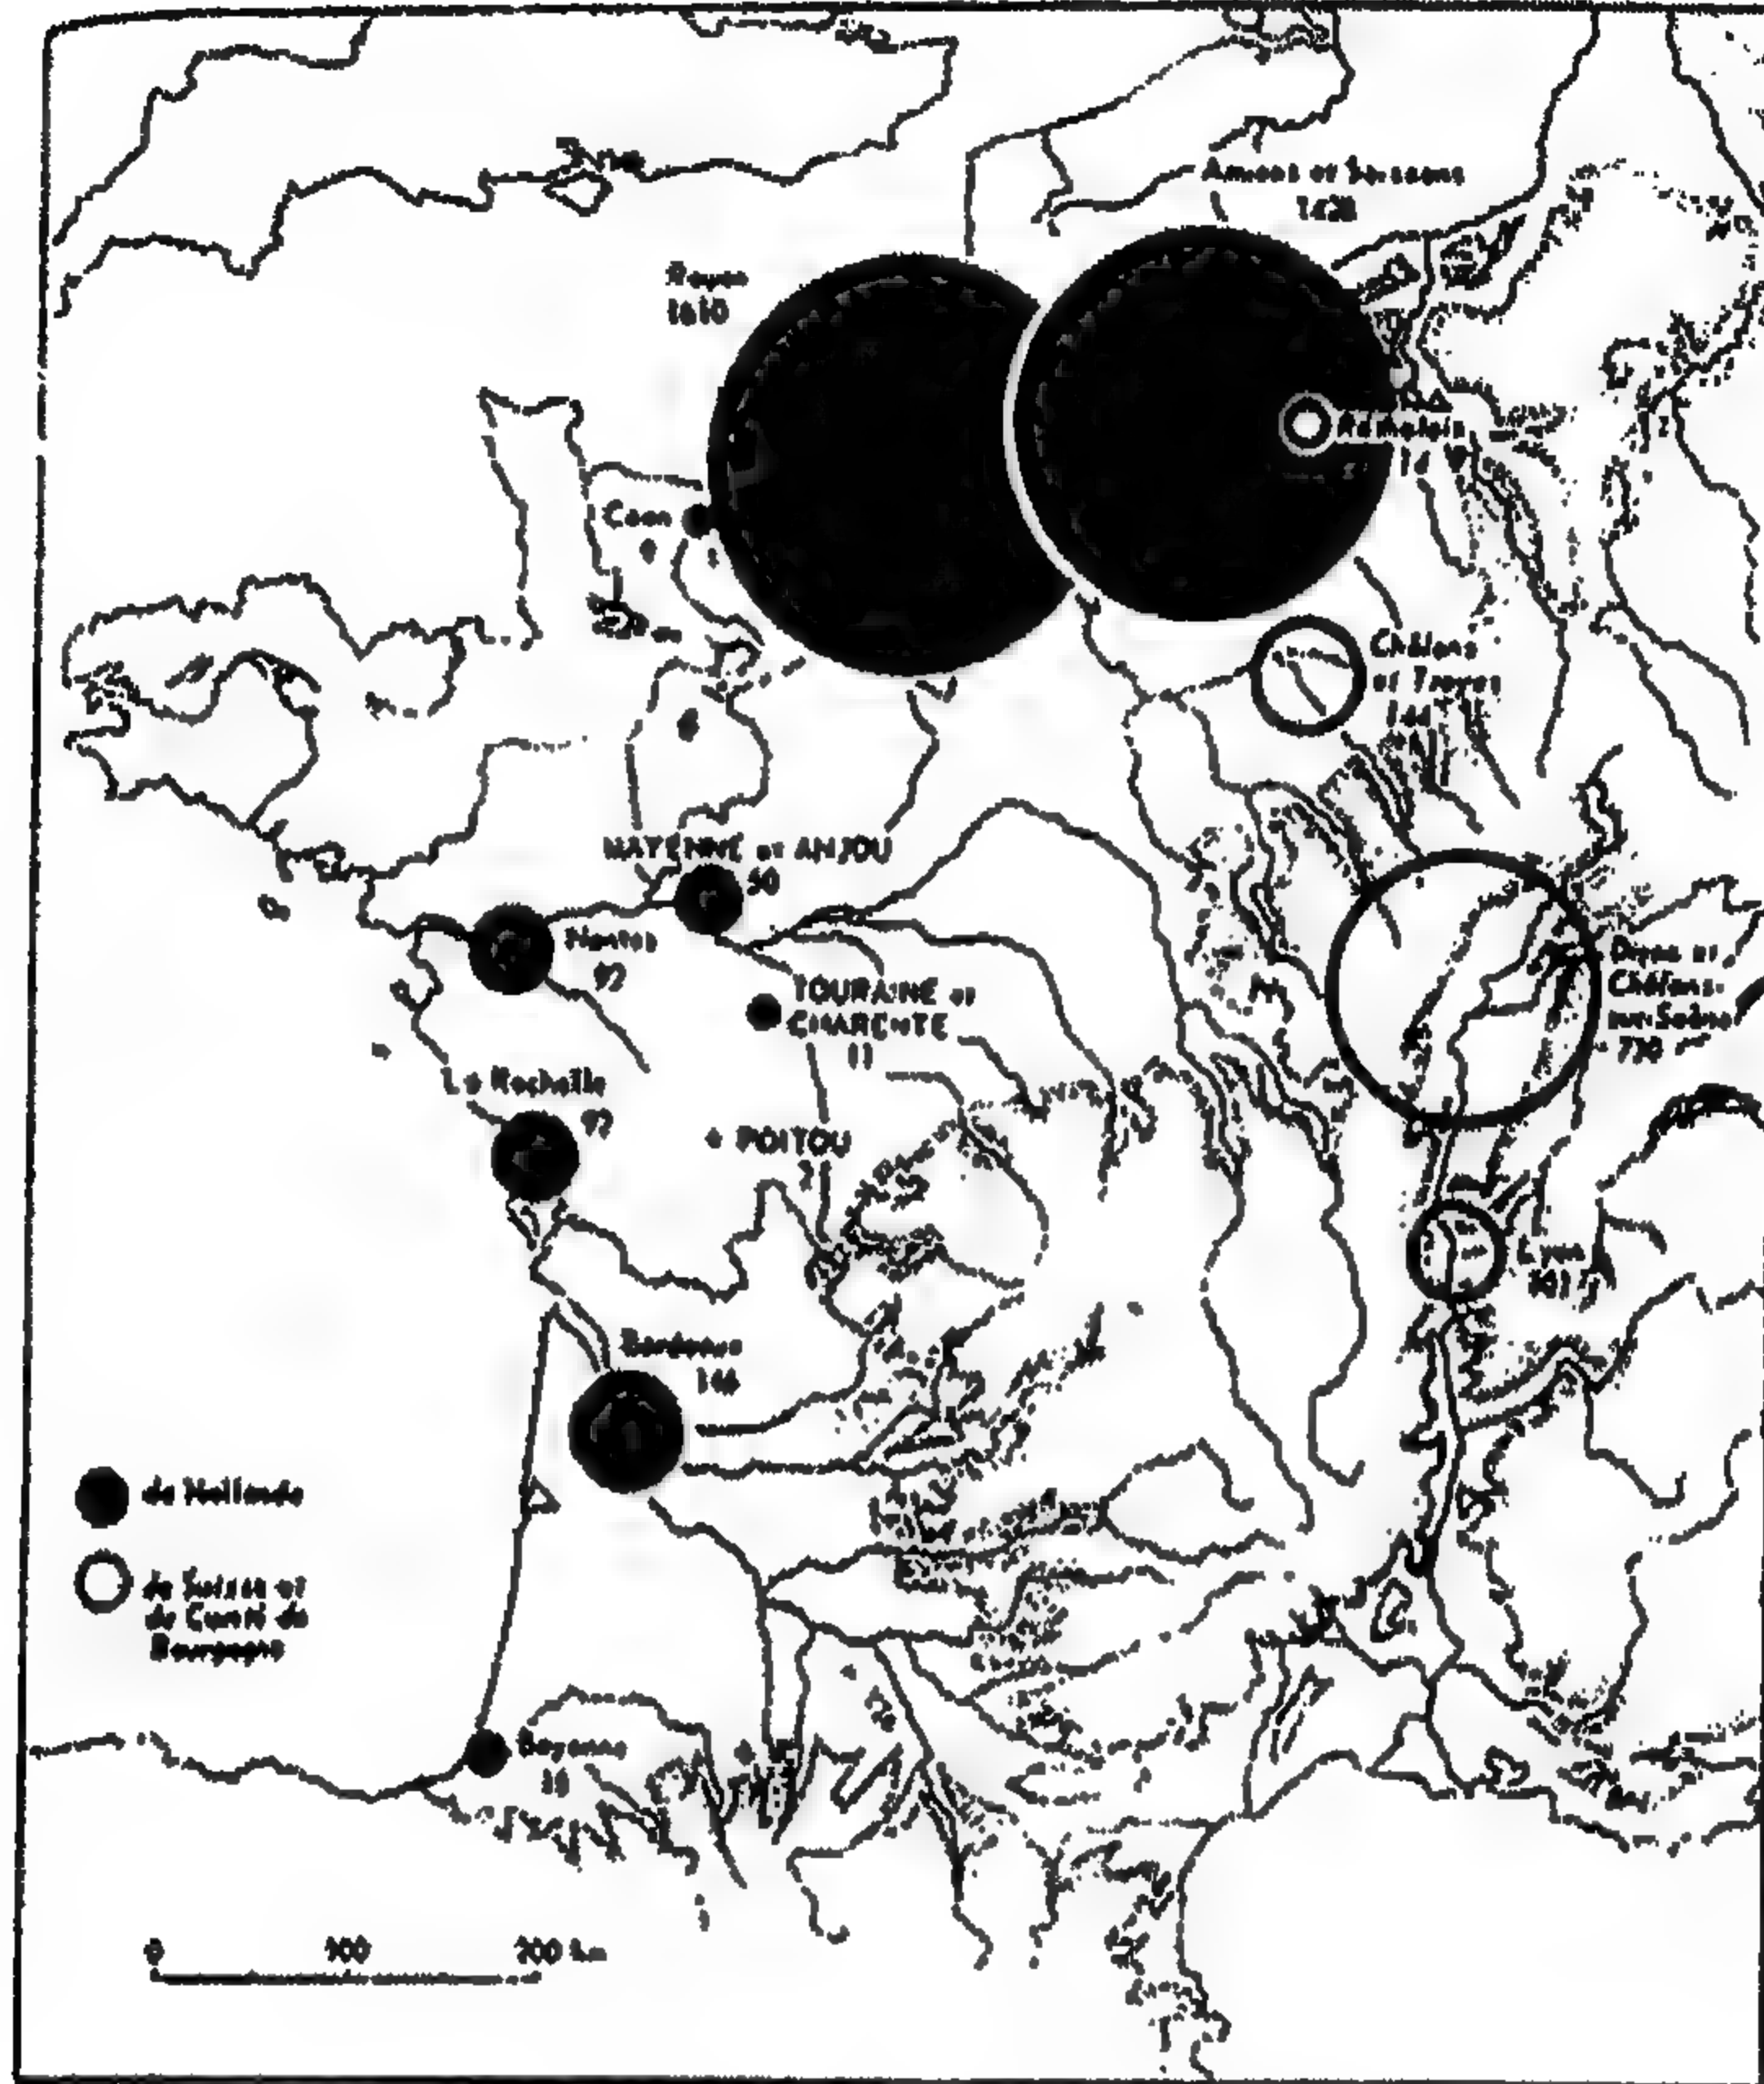 Amiens et Soissons
Rouen
1610
Caen
Châlons
et Troyes
MAYENNE et ANJOU
50
Nantes
92
TOURAINE et
CHARENTE
11
La Rochelle
POITOU
2
Dijon et
Châlons-
sur-Saône
Lyon
Bordeaux
146
de Hollande
de Suisse et
de Comté de
Bourgogne
Bayonne
0 100 200 km